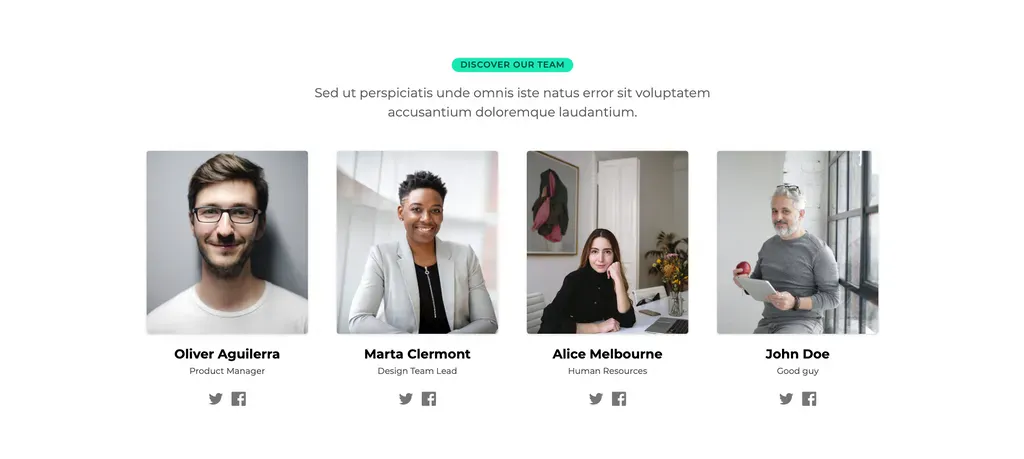 DISCOVER OUR TEAM
Sed ut perspiciatis unde omnis iste natus error sit voluptatem
accusantium doloremque laudantium.
Oliver Aguilerra
Product Manager
Marta Clermont
Design Team Lead
Alice Melbourne
Human Resources
John Doe
Good guy